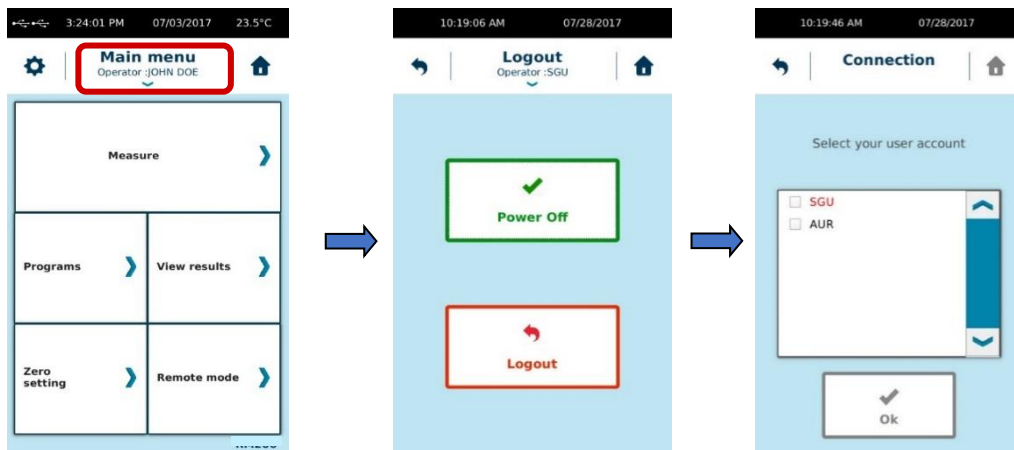 3:24:01 PM 07/03/2017 23.5°C
Main menu
Operator :JOHN DOE
Measure
Programs
View results
Zero
setting
Remote mode
10:19:06 AM 07/28/2017
Logout
Operator :SGU
Power Off
Logout
10:19:46 AM 07/28/2017
Connection
Select your user account
SGU
AUR
Ok